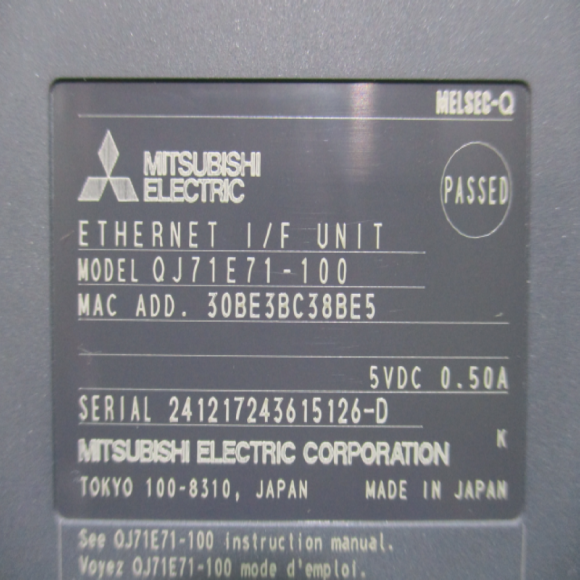 MELSEC-Q
MITSUBISHI
ELECTRIC
PASSED
ETHERNET I/F UNIT
MODEL QJ71E71-100
MAC ADD. 30BE3BC38BE5
5VDC 0.50A
SERIAL 241217243615126-D
K
MITSUBISHI ELECTRIC CORPORATION
TOKYO 100-8310, JAPAN MADE IN JAPAN
See QJ71E71-100 instruction manual.
Voyez QJ71E71-100 mode d'emploi.